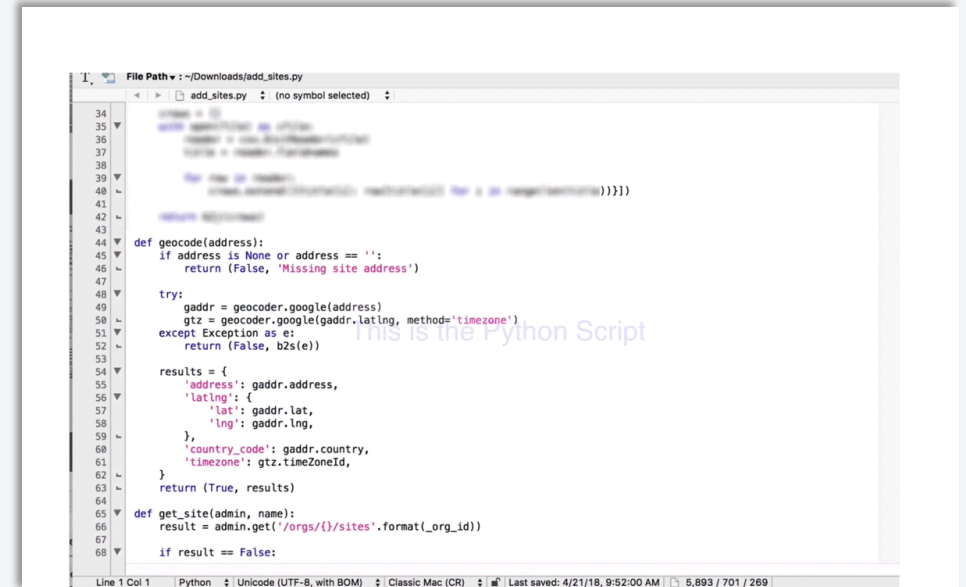 File Path : ~/Downloads/add_sites.py
add_sites.py (no symbol selected)
34
35
36
37
38
39
40 ))}])
41
42
43
44 def geocode(address):
45 if address is None or address == '':
46 return (False, 'Missing site address')
47
48 try:
49 gaddr = geocoder.google(address)
50 gtz = geocoder.google(gaddr.latlng, method='timezone')
This is the Python Script
51 except Exception as e:
52 return (False, b2s(e))
53
54 results = {
55 'address': gaddr.address,
56 'latlng': {
57 'lat': gaddr.lat,
58 'lng': gaddr.lng,
59 },
60 'country_code': gaddr.country,
61 'timezone': gtz.timeZoneId,
62 }
63 return (True, results)
64
65 def get_site(admin, name):
66 result = admin.get('/orgs/{}/sites'.format(_org_id))
67
68 if result == False:
Line 1 Col 1 Python Unicode (UTF-8, with BOM) Classic Mac (CR) Last saved: 4/21/18, 9:52:00 AM 5,893 / 701 / 269